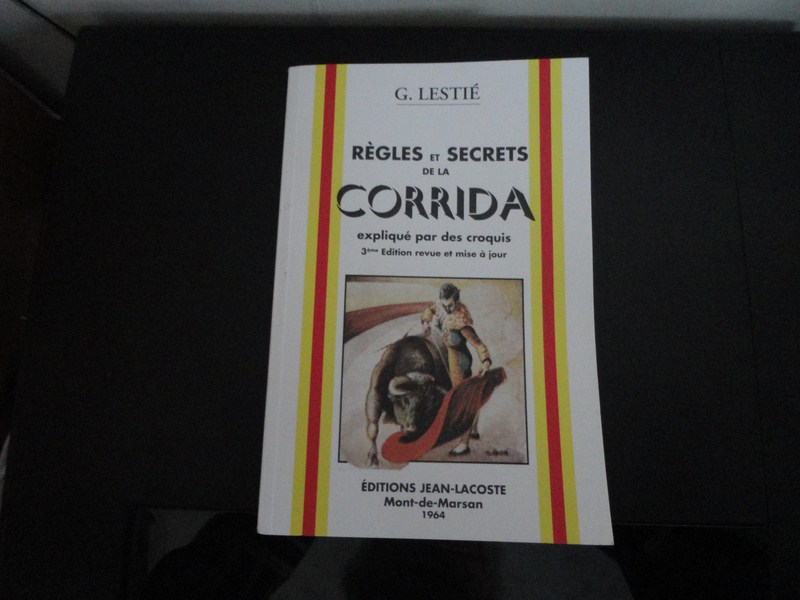 G. LESTIÉ
RÈGLES ET SECRETS
DE LA
CORRIDA
expliqué par des croquis
3ème Edition revue et mise à jour
ÉDITIONS JEAN-LACOSTE
Mont-de-Marsan
1964